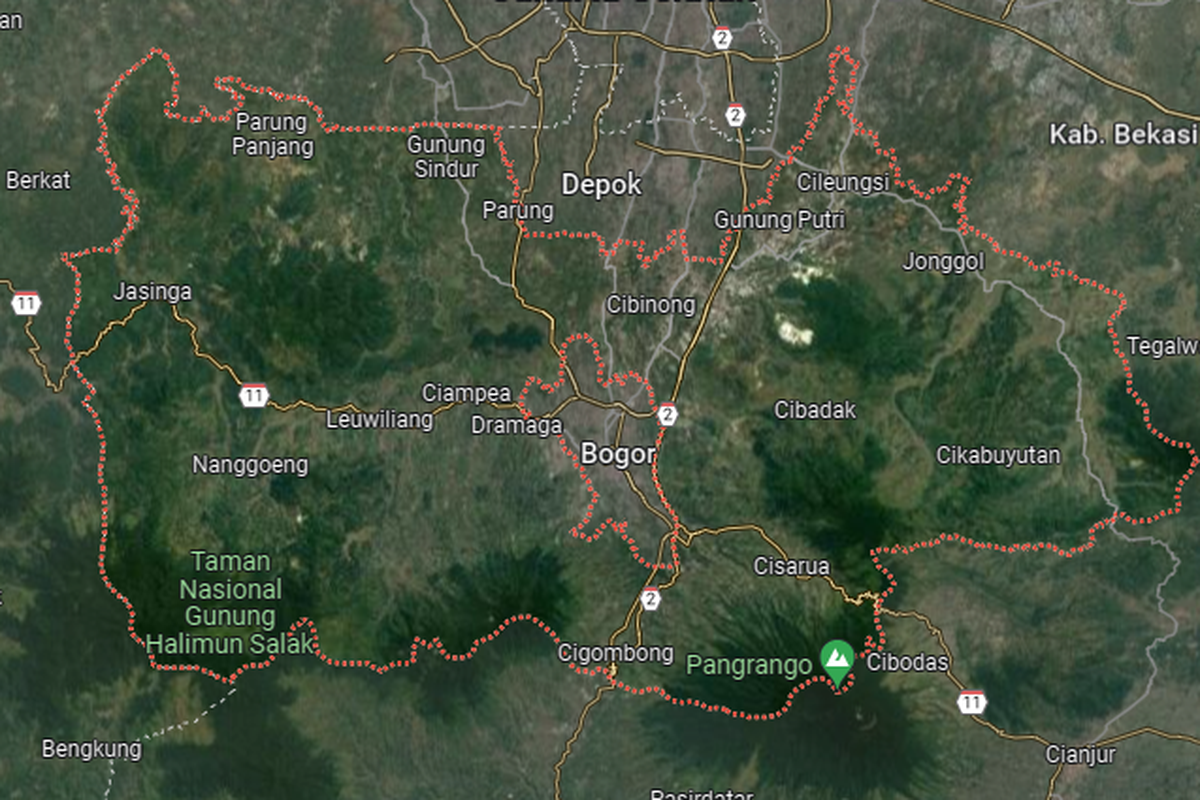 an
2
2
Parung
Panjang
Gunung
Sindur
Kab. Bekasi
Berkat
Depok
Cileungsi
Parung
Gunung Putri
Jonggol
Jasinga
11
Cibinong
Tegalw
11
Ciampea
Leuwiliang
Dramaga
2
Cibadak
Bogor
Nanggoeng
Cikabuyutan
Taman
Nasional
Gunung
Halimun Salak
Cisarua
2
Cigombong
Pangrango
Cibodas
11
Bengkung
Cianjur